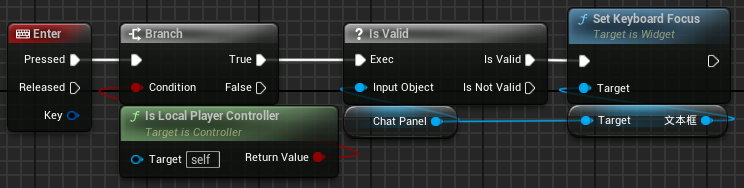 Enter
Pressed
Released
Key
Branch
True
Condition
False
Is Local Player Controller
Target is Controller
Target self
Return Value
Is Valid
Exec
Is Valid
Input Object
Is Not Valid
Chat Panel
Set Keyboard Focus
Target is Widget
Target
Target 文本框